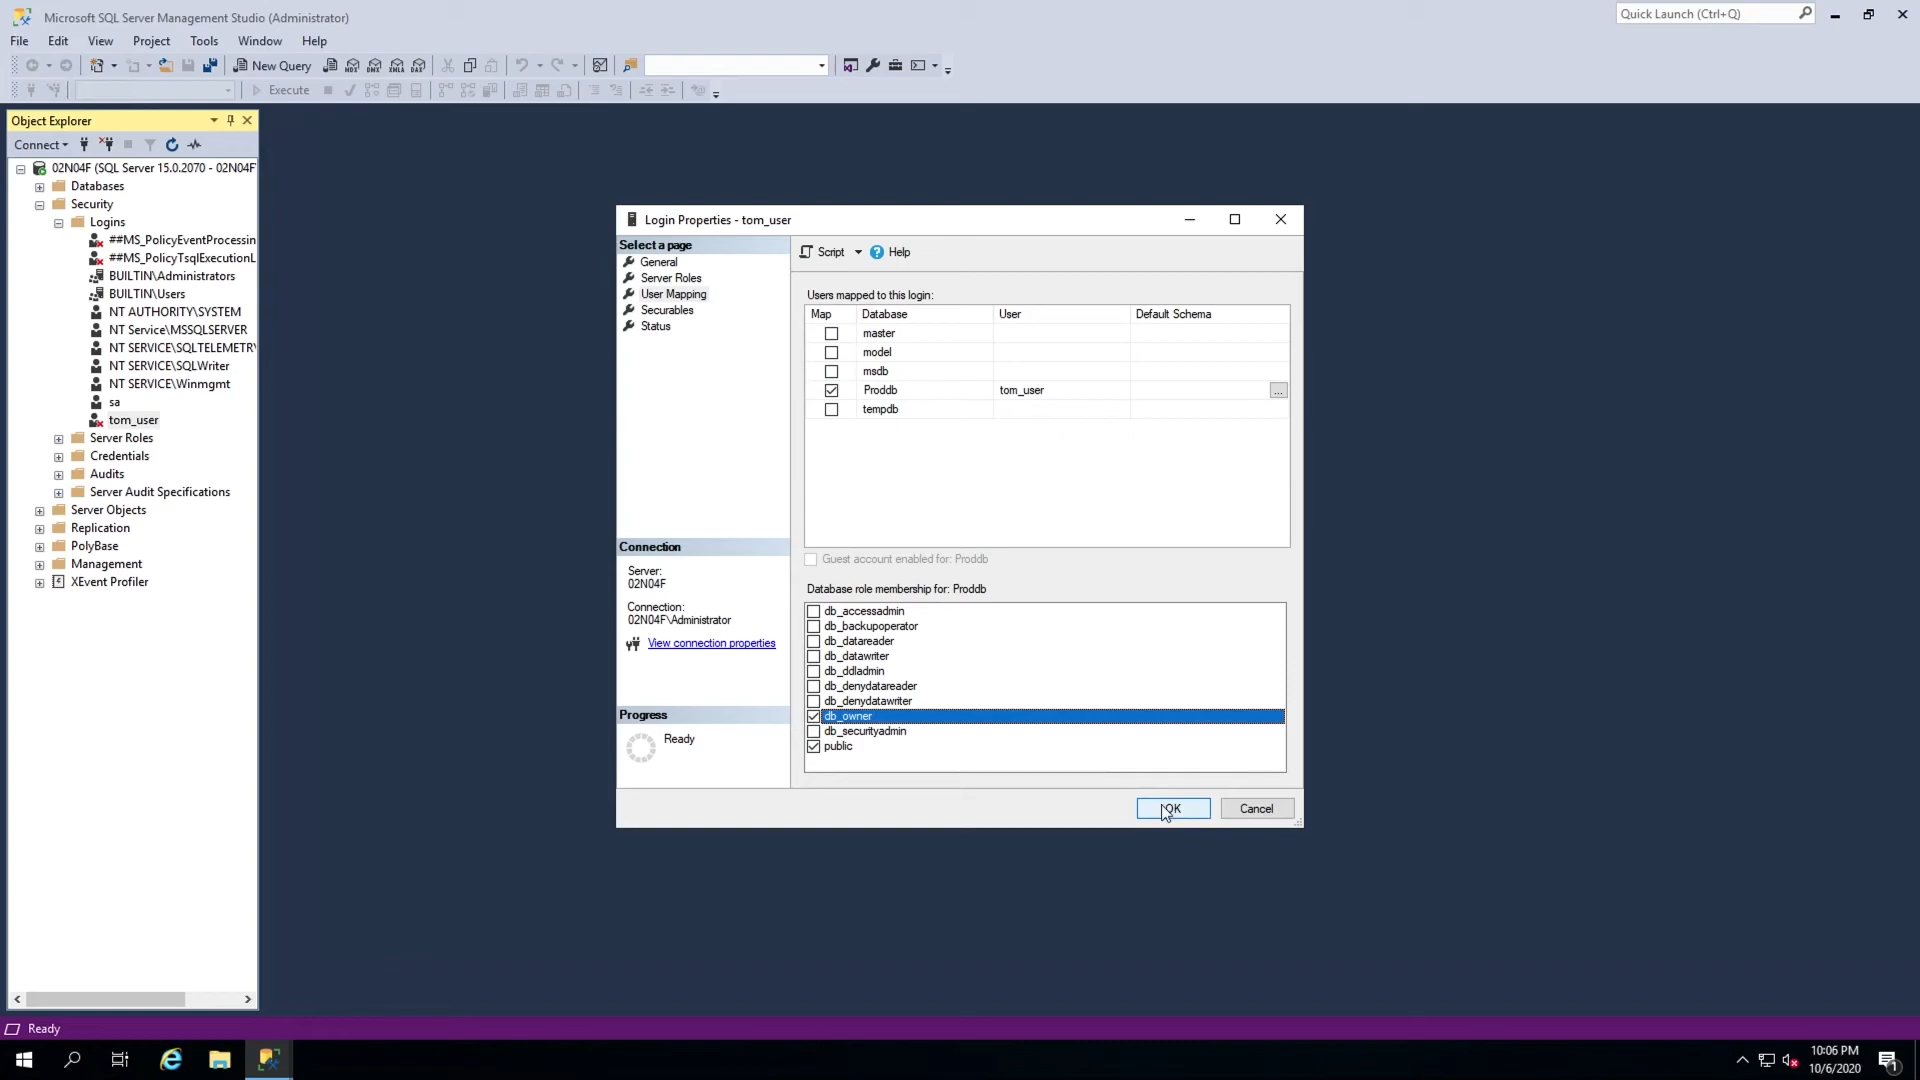 Microsoft SQL Server Management Studio (Administrator)
Quick Launch (Ctrl+Q)
File Edit View Project Tools Window Help
New Query
MDX DMX XMLA DAX
Execute
Object Explorer
Connect
02N04F (SQL Server 15.0.2070 - 02N04F
Databases
Security
Logins
##MS_PolicyEventProcessin
##MS_PolicyTsqlExecutionL
BUILTIN\Administrators
BUILTIN\Users
NT AUTHORITY\SYSTEM
NT Service\MSSQLSERVER
NT SERVICE\SQLTELEMETRY
NT SERVICE\SQLWriter
NT SERVICE\Winmgmt
sa
tom_user
Server Roles
Credentials
Audits
Server Audit Specifications
Server Objects
Replication
PolyBase
Management
XEvent Profiler
Login Properties - tom_user
Select a page
General
Server Roles
User Mapping
Securables
Status
Connection
Server:
02N04F
Connection:
02N04F\Administrator
View connection properties
Progress
Ready
Script Help
Users mapped to this login:
Map Database User Default Schema
master
model
msdb
Proddb tom_user ...
tempdb
Guest account enabled for: Proddb
Database role membership for: Proddb
db_accessadmin
db_backupoperator
db_datareader
db_datawriter
db_ddladmin
db_denydatareader
db_denydatawriter
db_owner
db_securityadmin
public
OK Cancel
Ready
10:06 PM
10/6/2020
1